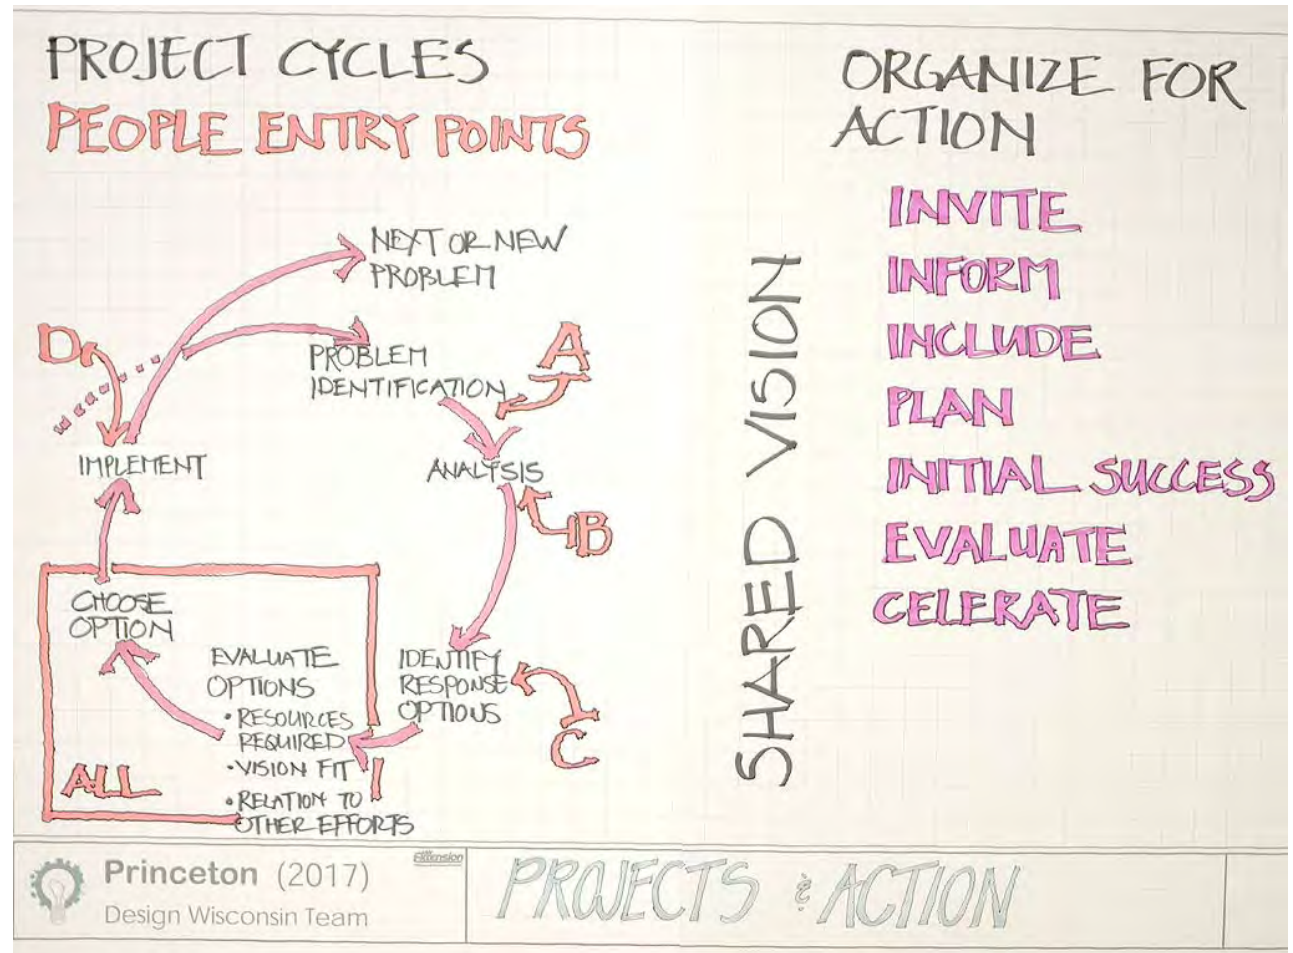 PROJECT CYCLES
PEOPLE ENTRY POINTS
NEXT OR NEW
PROBLEM
D
PROBLEM
IDENTIFICATION
A
IMPLEMENT
ANALYSIS
B
CHOOSE
OPTION
EVALUATE
OPTIONS
• RESOURCES
REQUIRED
• VISION FIT
• RELATION TO
OTHER EFFORTS
IDENTIFY
RESPONSE
OPTIONS
C
ALL
SHARED VISION
ORGANIZE FOR
ACTION
INVITE
INFORM
INCLUDE
PLAN
INITIAL SUCCESS
EVALUATE
CELERATE
Princeton (2017)
Design Wisconsin Team
Extension
PROJECTS & ACTION